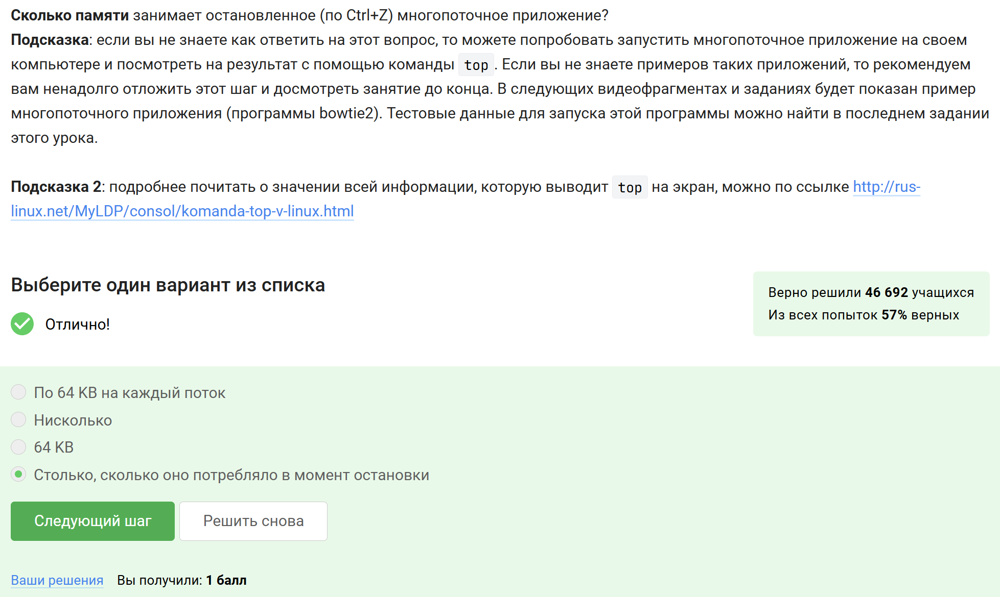 Сколько памяти занимает остановленное (по Ctrl+Z) многопоточное приложение?
Подсказка: если вы не знаете как ответить на этот вопрос, то можете попробовать запустить многопоточное приложение на своем
компьютере и посмотреть на результат с помощью команды top. Если вы не знаете примеров таких приложений, то рекомендуем
вам ненадолго отложить этот шаг и досмотреть занятие до конца. В следующих видеофрагментах и заданиях будет показан пример
многопоточного приложения (программы bowtie2). Тестовые данные для запуска этой программы можно найти в последнем задании
этого урока.
Подсказка 2: подробнее почитать о значении всей информации, которую выводит top на экран, можно по ссылке http://rus-
linux.net/MyLDP/consol/komanda-top-v-linux.html
Выберите один вариант из списка
Отлично!
Верно решили 46 692 учащихся
Из всех попыток 57% верных
По 64 KB на каждый поток
Нисколько
64 KB
Столько, сколько оно потребляло в момент остановки
Следующий шаг
Решить снова
Ваши решения
Вы получили: 1 балл